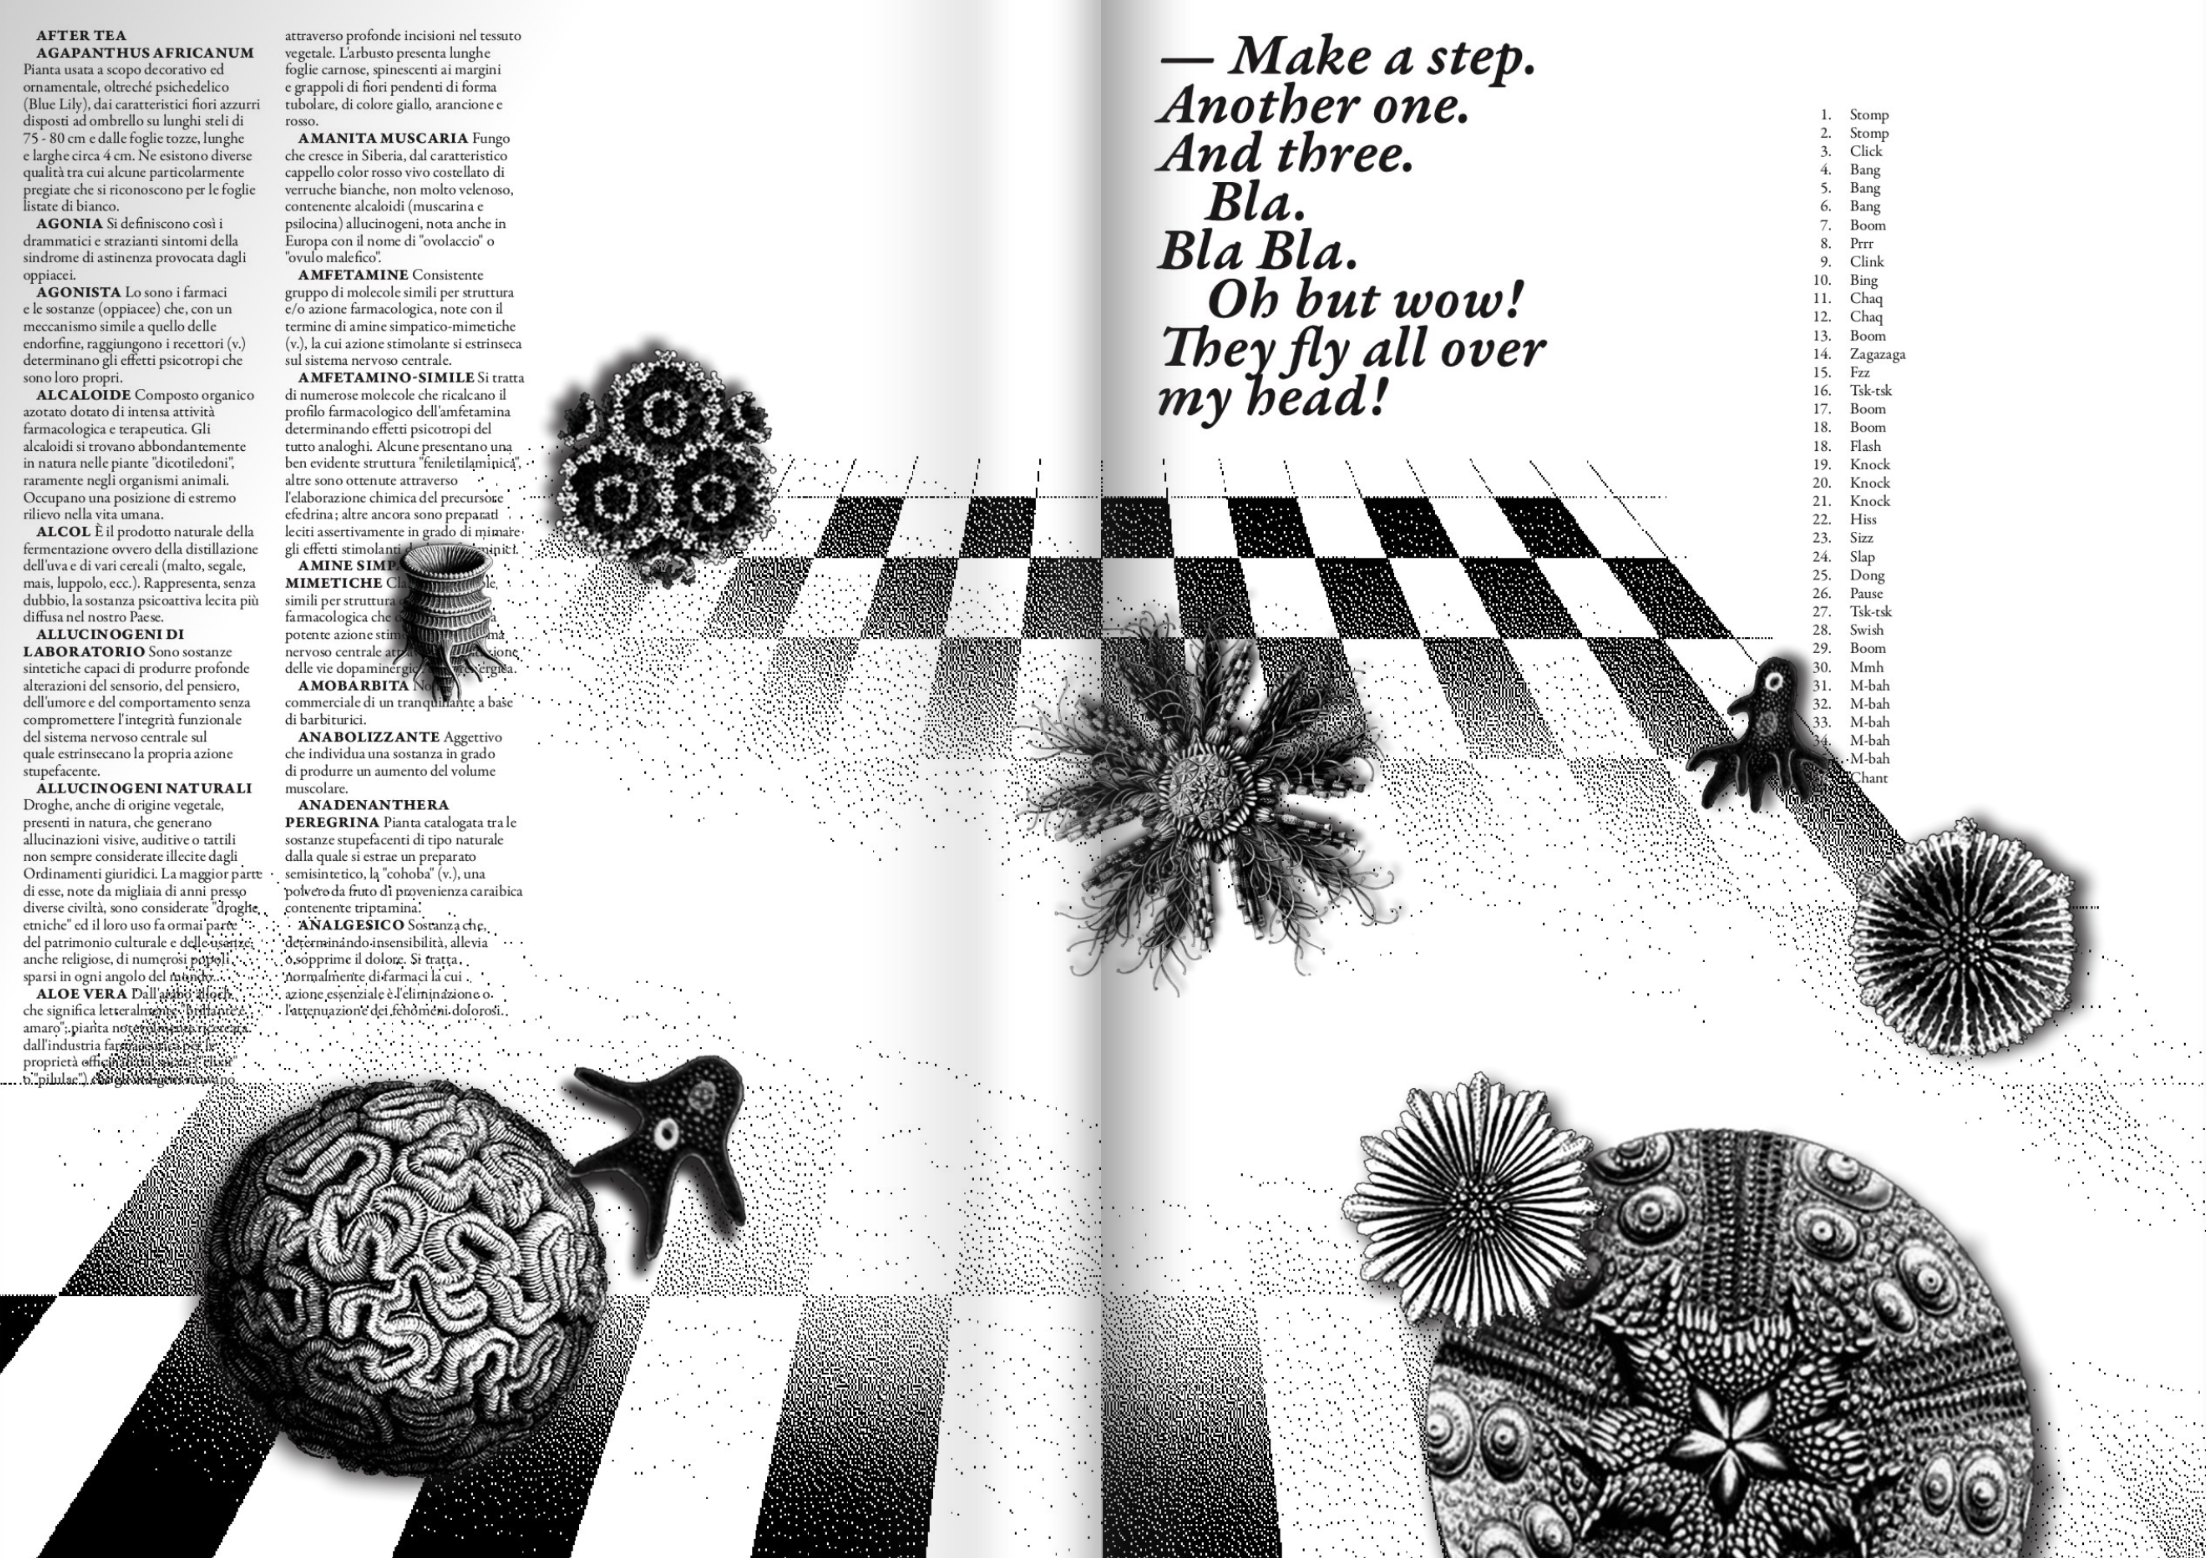 AFTER TEA
AGAPANTHUS AFRICANUM
Pianta usata a scopo decorativo ed
ornamentale, oltreché psichedelico
(Blue Lily), dai caratteristici fiori azzurri
disposti ad ombrello su lunghi steli di
75 - 80 cm e dalle foglie tozze, lunghe
e larghe circa 4 cm. Ne esistono diverse
qualità tra cui alcune particolarmente
pregiate che si riconoscono per le foglie
listate di bianco.
AGONIA Si definiscono così i
drammatici e strazianti sintomi della
sindrome di astinenza provocata dagli
oppiacei.
AGONISTA Lo sono i farmaci
e le sostanze (oppiacee) che, con un
meccanismo simile a quello delle
endorfine, raggiungono i recettori (v.)
determinano gli effetti psicotropi che
sono loro propri.
ALCALOIDE Composto organico
azotato dotato di intensa attività
farmacologica e terapeutica. Gli
alcaloidi si trovano abbondantemente
in natura nelle piante "dicotiledoni",
raramente negli organismi animali.
Occupano una posizione di estremo
rilievo nella vita umana.
ALCOL È il prodotto naturale della
fermentazione ovvero della distillazione
dell'uva e di vari cereali (malto, segale,
mais, luppolo, ecc.). Rappresenta, senza
dubbio, la sostanza psicoattiva lecita più
diffusa nel nostro Paese.
ALLUCINOGENI DI
LABORATORIO Sono sostanze
sintetiche capaci di produrre profonde
alterazioni del sensorio, del pensiero,
dell'umore e del comportamento senza
compromettere l'integrità funzionale
del sistema nervoso centrale sul
quale estrinsecano la propria azione
stupefacente.
ALLUCINOGENI NATURALI
Droghe, anche di origine vegetale,
presenti in natura, che generano
allucinazioni visive, auditive o tattili
non sempre considerate illecite dagli
Ordinamenti giuridici. La maggior parte
di esse, note da migliaia di anni presso
diverse civiltà, sono considerate "droghe
etniche" ed il loro uso fa ormai parte
del patrimonio culturale e delle usanze,
anche religiose, di numerosi popoli
sparsi in ogni angolo del mondo.
ALOE VERA Dall'arabo
che significa letteralmente "brillante e
amaro"; pianta notevolmente ricercata
dall'industria farmaceutica per le
proprietà
o "pilulae") che
attraverso profonde incisioni nel tessuto
vegetale. L'arbusto presenta lunghe
foglie carnose, spinescenti ai margini
e grappoli di fiori pendenti di forma
tubolare, di colore giallo, arancione e
rosso.
AMANITA MUSCARIA Fungo
che cresce in Siberia, dal caratteristico
cappello color rosso vivo costellato di
verruche bianche, non molto velenoso,
contenente alcaloidi (muscarina e
psilocina) allucinogeni, nota anche in
Europa con il nome di "ovolaccio" o
"ovulo malefico".
AMFETAMINE Consistente
gruppo di molecole simili per struttura
e/o azione farmacologica, note con il
termine di amine simpatico-mimetiche
(v.), la cui azione stimolante si estrinseca
sul sistema nervoso centrale.
AMFETAMINO-SIMILE Si tratta
di numerose molecole che ricalcano il
profilo farmacologico dell'amfetamina
determinando effetti psicotropi del
tutto analoghi. Alcune presentano una
ben evidente struttura "feniletilaminica",
altre sono ottenute attraverso
l'elaborazione chimica del precursore
efedrina; altre ancora sono preparati
leciti assertivamente in grado di mimare
gli effetti stimolanti
AMINE
MIMETICHE
simili per struttura
farmacologica che
potente azione
nervoso centrale
delle vie
AMOBARBITA
commerciale di un tranquillante a base
di barbiturici.
ANABOLIZZANTE Aggettivo
che individua una sostanza in grado
di produrre un aumento del volume
muscolare.
ANADENANTHERA
PEREGRINA Pianta catalogata tra le
sostanze stupefacenti di tipo naturale
dalla quale si estrae un preparato
semisintetico, la "cohoba" (v.), una
polvere da fiuto di provenienza caraibica
contenente triptamina.
ANALGESICO Sostanza che,
determinando insensibilità, allevia
o sopprime il dolore. Si tratta
normalmente di farmaci la cui
azione essenziale è l'eliminazione o
l'attenuazione dei fenomeni dolorosi.
— Make a step.
Another one.
And three.
Bla.
Bla Bla.
Oh but wow!
They fly all over
my head!
1. Stomp
2. Stomp
3. Click
4. Bang
5. Bang
6. Bang
7. Boom
8. Prrr
9. Clink
10. Bing
11. Chaq
12. Chaq
13. Boom
14. Zagazaga
15. Fzz
16. Tsk-tsk
17. Boom
18. Boom
18. Flash
19. Knock
20. Knock
21. Knock
22. Hiss
23. Sizz
24. Slap
25. Dong
26. Pause
27. Tsk-tsk
28. Swish
29. Boom
30. Mmh
31. M-bah
32. M-bah
33. M-bah
34. M-bah
M-bah
Chant